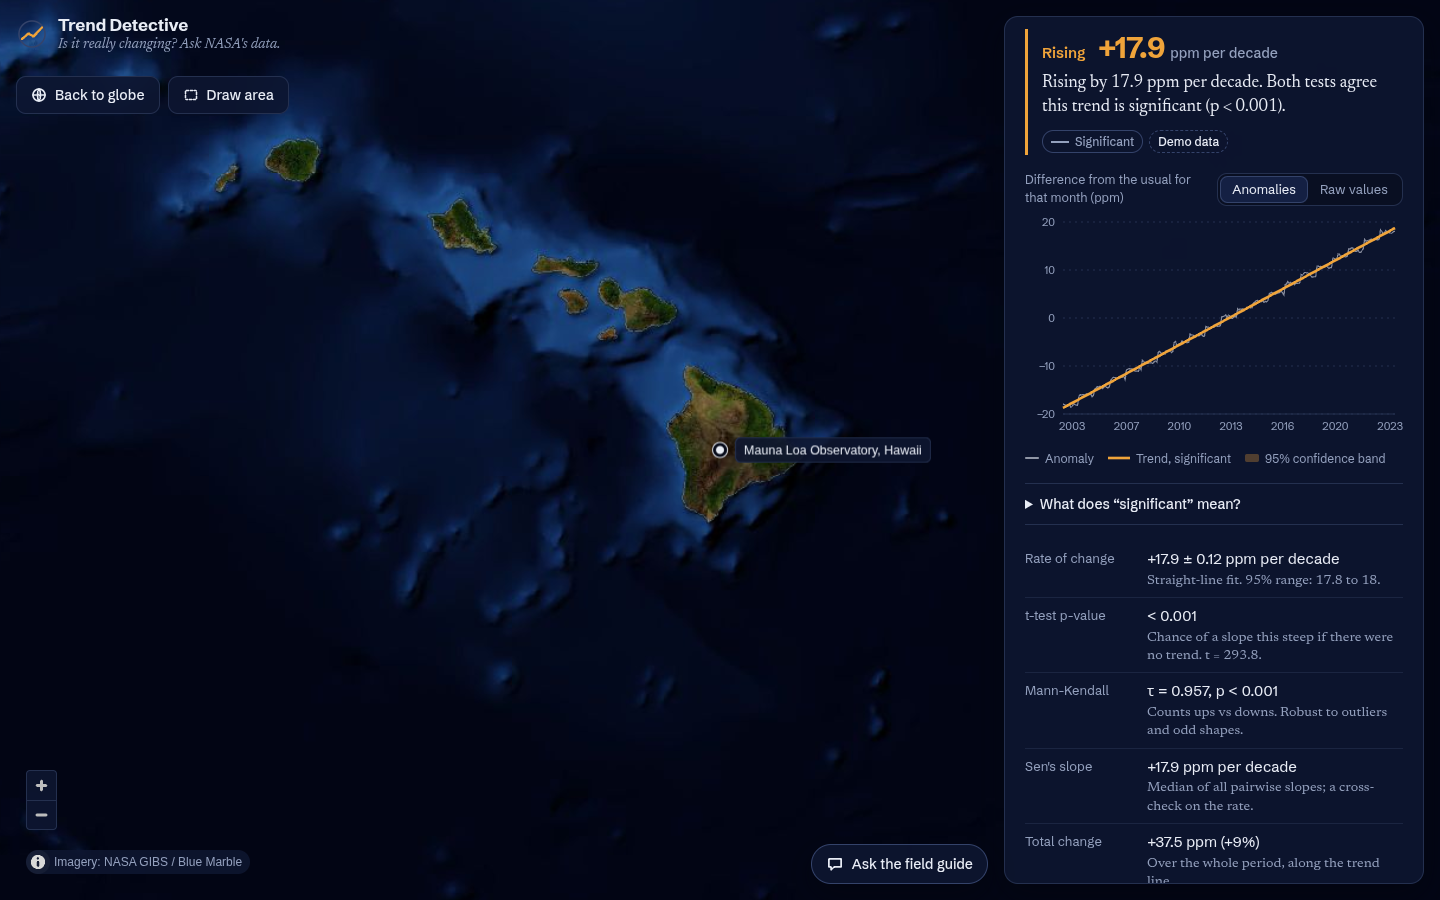 Trend Detective
Is it really changing? Ask NASA's data.
Back to globe
Draw area
Mauna Loa Observatory, Hawaii
Imagery: NASA GIBS / Blue Marble
Ask the field guide
Rising +17.9 ppm per decade
Rising by 17.9 ppm per decade. Both tests agree
this trend is significant (p < 0.001).
Significant
Demo data
Difference from the usual for
that month (ppm)
Anomalies
Raw values
20
10
0
−10
−20
2003 2007 2010 2013 2016 2020 2023
Anomaly
Trend, significant
95% confidence band
What does “significant” mean?
Rate of change
+17.9 ± 0.12 ppm per decade
Straight-line fit. 95% range: 17.8 to 18.
t-test p-value
< 0.001
Chance of a slope this steep if there were
no trend. t = 293.8.
Mann-Kendall
τ = 0.957, p < 0.001
Counts ups vs downs. Robust to outliers
and odd shapes.
Sen's slope
+17.9 ppm per decade
Median of all pairwise slopes; a cross-
check on the rate.
Total change
+37.5 ppm (+9%)
Over the whole period, along the trend
line.